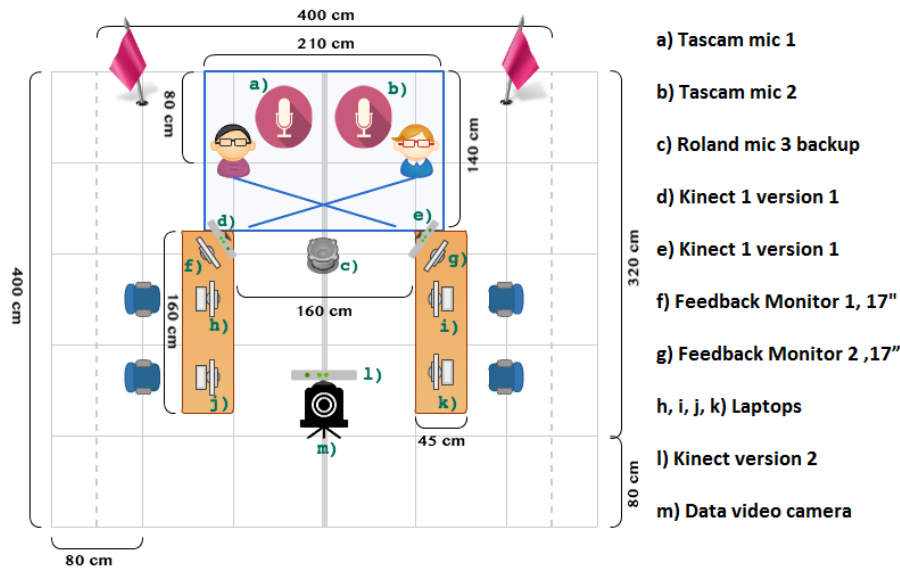 400 cm
210 cm
a)
b)
80 cm
140 cm
d)
e)
f)
c)
g)
400 cm
320 cm
160 cm
h)
160 cm
i)
l)
j)
k)
45 cm
m)
80 cm
80 cm
a) Tascam mic 1
b) Tascam mic 2
c) Roland mic 3 backup
d) Kinect 1 version 1
e) Kinect 1 version 1
f) Feedback Monitor 1, 17"
g) Feedback Monitor 2 ,17”
h, i, j, k) Laptops
l) Kinect version 2
m) Data video camera